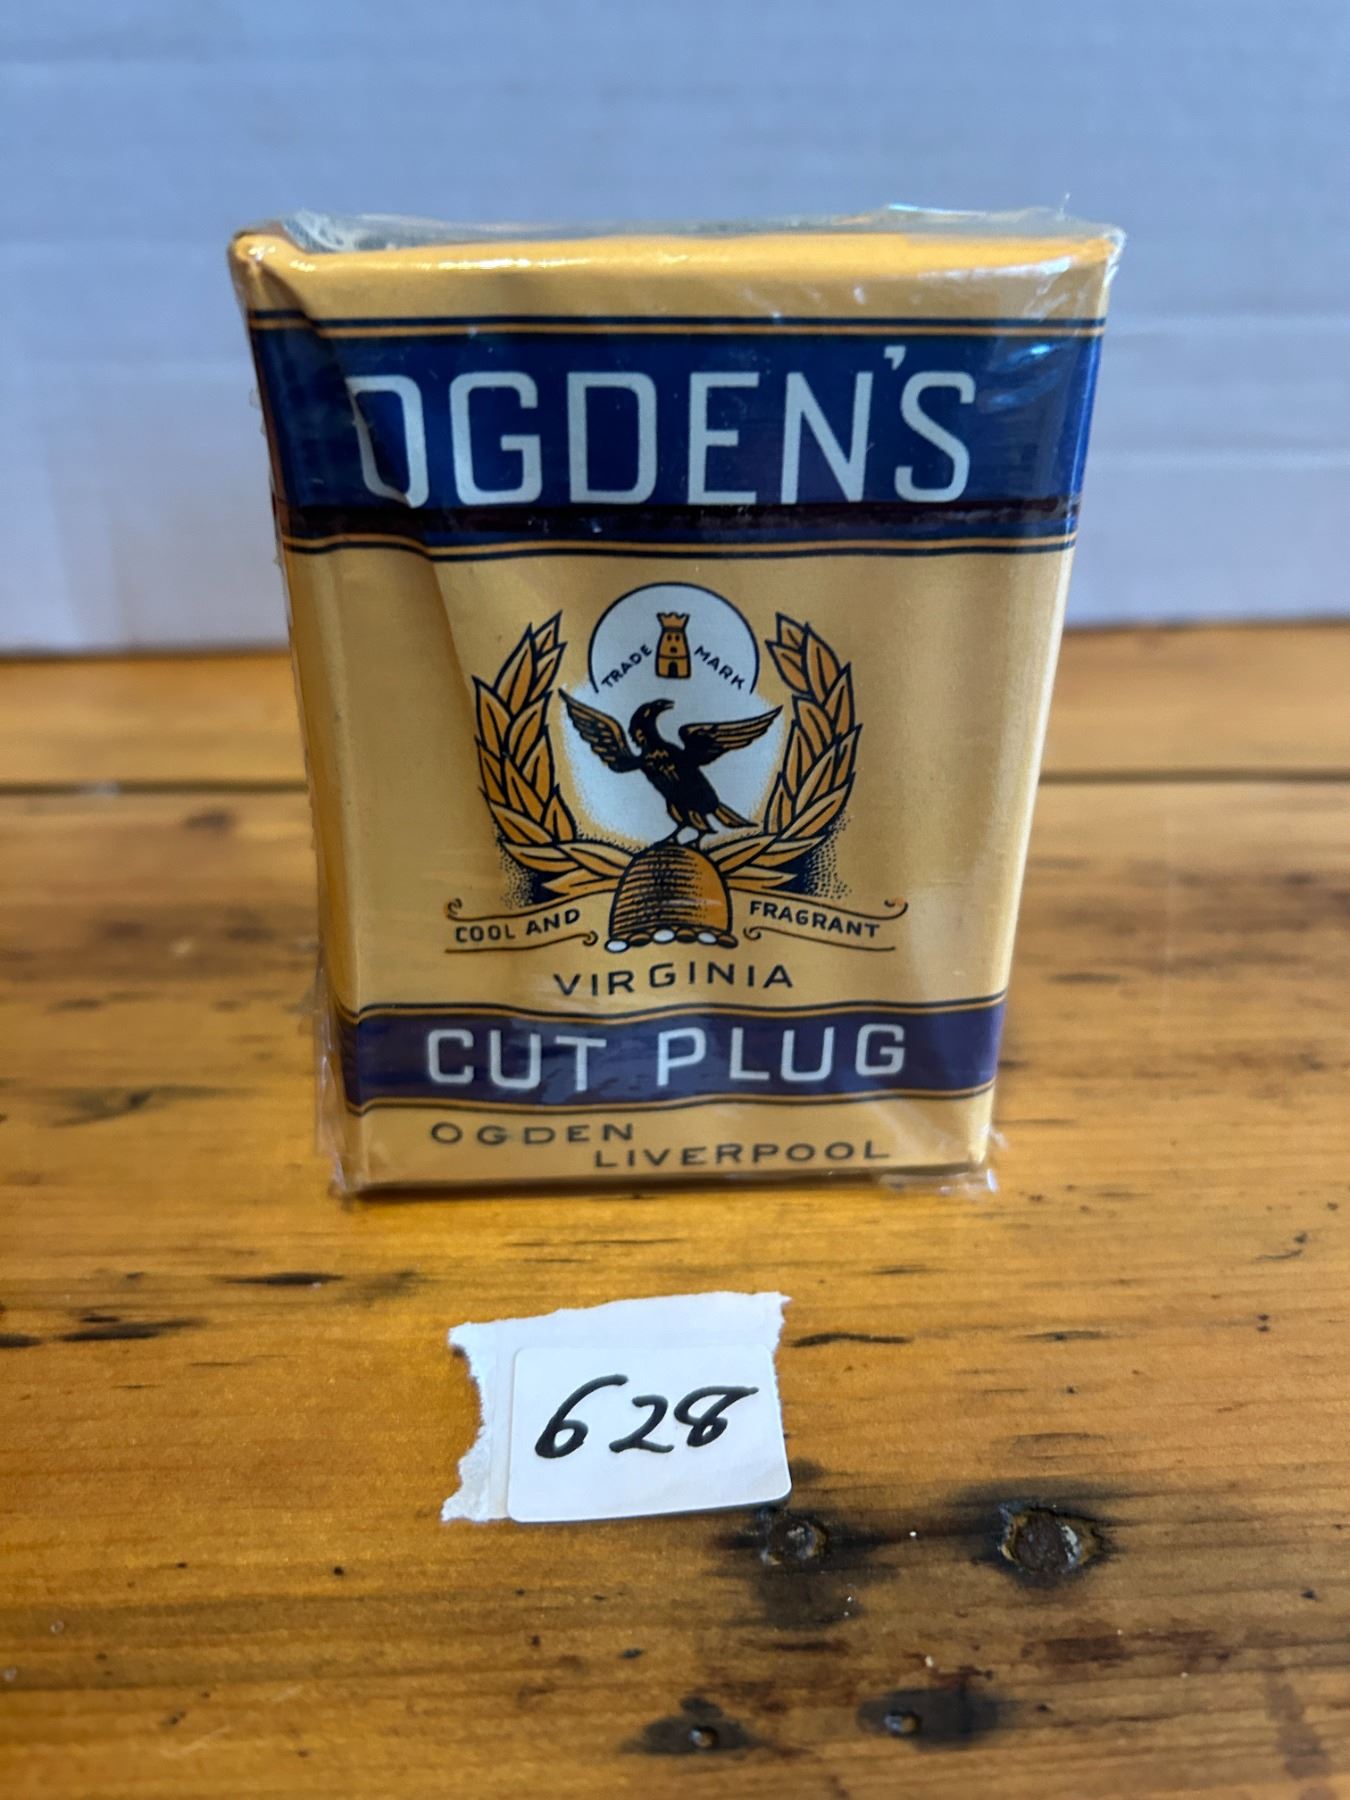 OGDEN'S
TRADE MARK
COOL AND FRAGRANT
VIRGINIA
CUT PLUG
OGDEN
LIVERPOOL
628